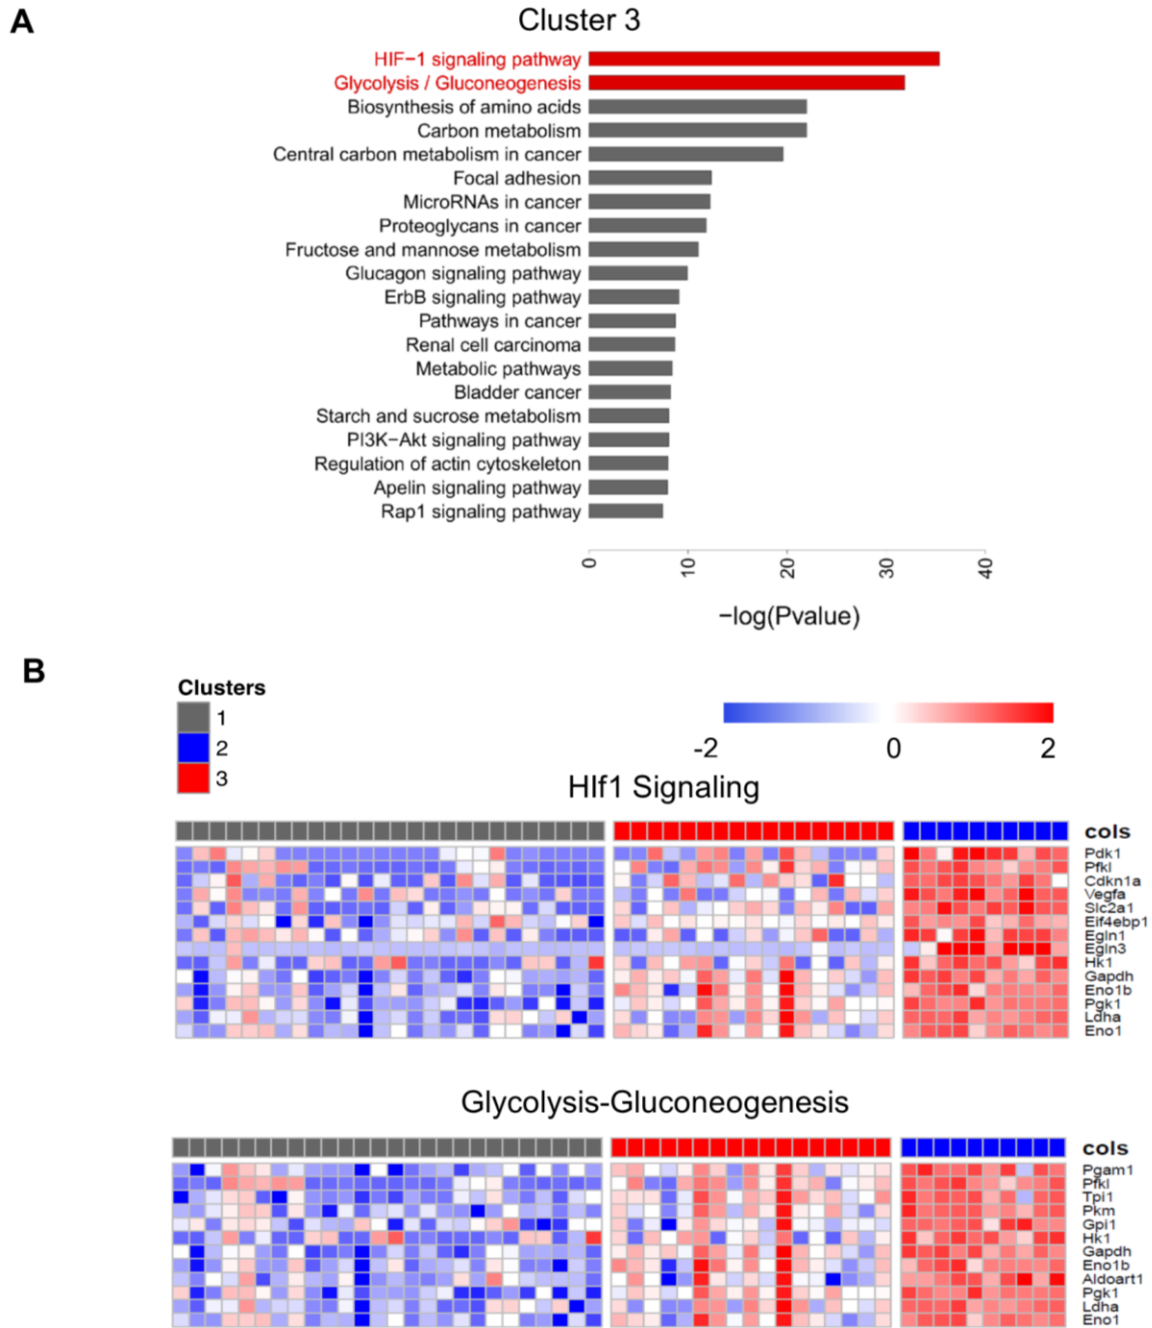 A
Cluster 3
HIF−1 signaling pathway
Glycolysis / Gluconeogenesis
Biosynthesis of amino acids
Carbon metabolism
Central carbon metabolism in cancer
Focal adhesion
MicroRNAs in cancer
Proteoglycans in cancer
Fructose and mannose metabolism
Glucagon signaling pathway
ErbB signaling pathway
Pathways in cancer
Renal cell carcinoma
Metabolic pathways
Bladder cancer
Starch and sucrose metabolism
PI3K−Akt signaling pathway
Regulation of actin cytoskeleton
Apelin signaling pathway
Rap1 signaling pathway
0 10 20 30 40
−log(Pvalue)
B
Clusters
1
2
3
-2 0 2
HIf1 Signaling
cols
Pdk1
Pfkl
Cdkn1a
Vegfa
Slc2a1
Eif4ebp1
Egln1
Egln3
Hk1
Gapdh
Eno1b
Pgk1
Ldha
Eno1
Glycolysis-Gluconeogenesis
cols
Pgam1
Pfkl
Tpi1
Pkm
Gpi1
Hk1
Gapdh
Eno1b
Aldoart1
Pgk1
Ldha
Eno1